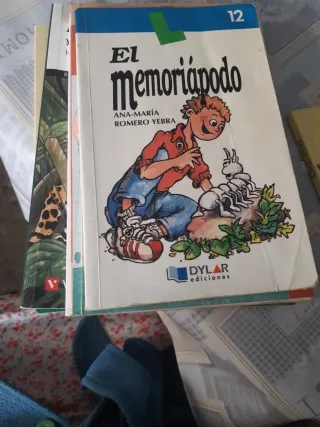 12
El
memoriápodo
ANA-MARÍA
ROMERO YEBRA
DYLAR
ediciones